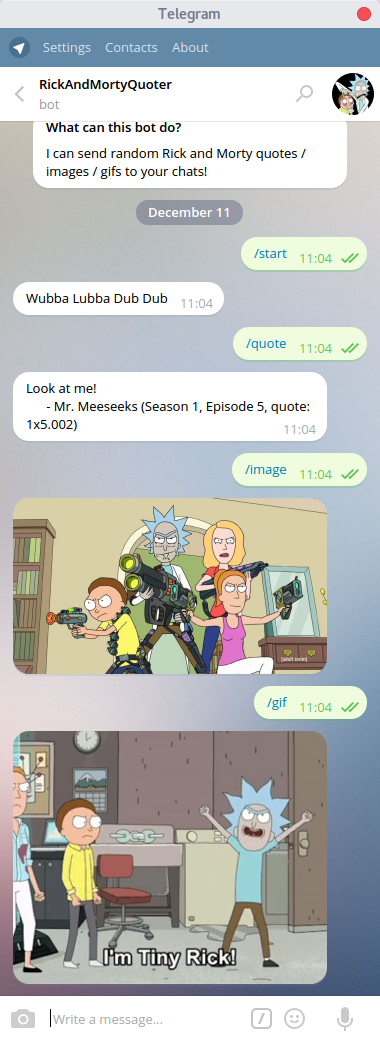 Telegram
Settings Contacts About
RickAndMortyQuoter
bot
What can this bot do?
I can send random Rick and Morty quotes /
images / gifs to your chats!
December 11
/start 11:04
Wubba Lubba Dub Dub 11:04
/quote 11:04
Look at me!
- Mr. Meeseeks (Season 1, Episode 5, quote:
1x5.002) 11:04
/image 11:04
[adult swim]
/gif 11:04
I'm Tiny Rick!
Write a message...